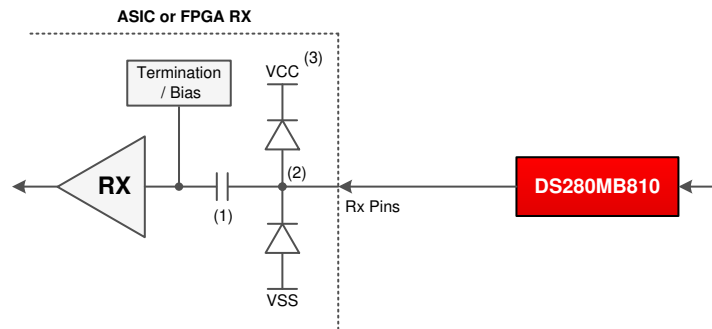 ASIC or FPGA RX
Termination
/ Bias
VCC
(3)
RX
(1)
(2)
Rx Pins
VSS
DS280MB810